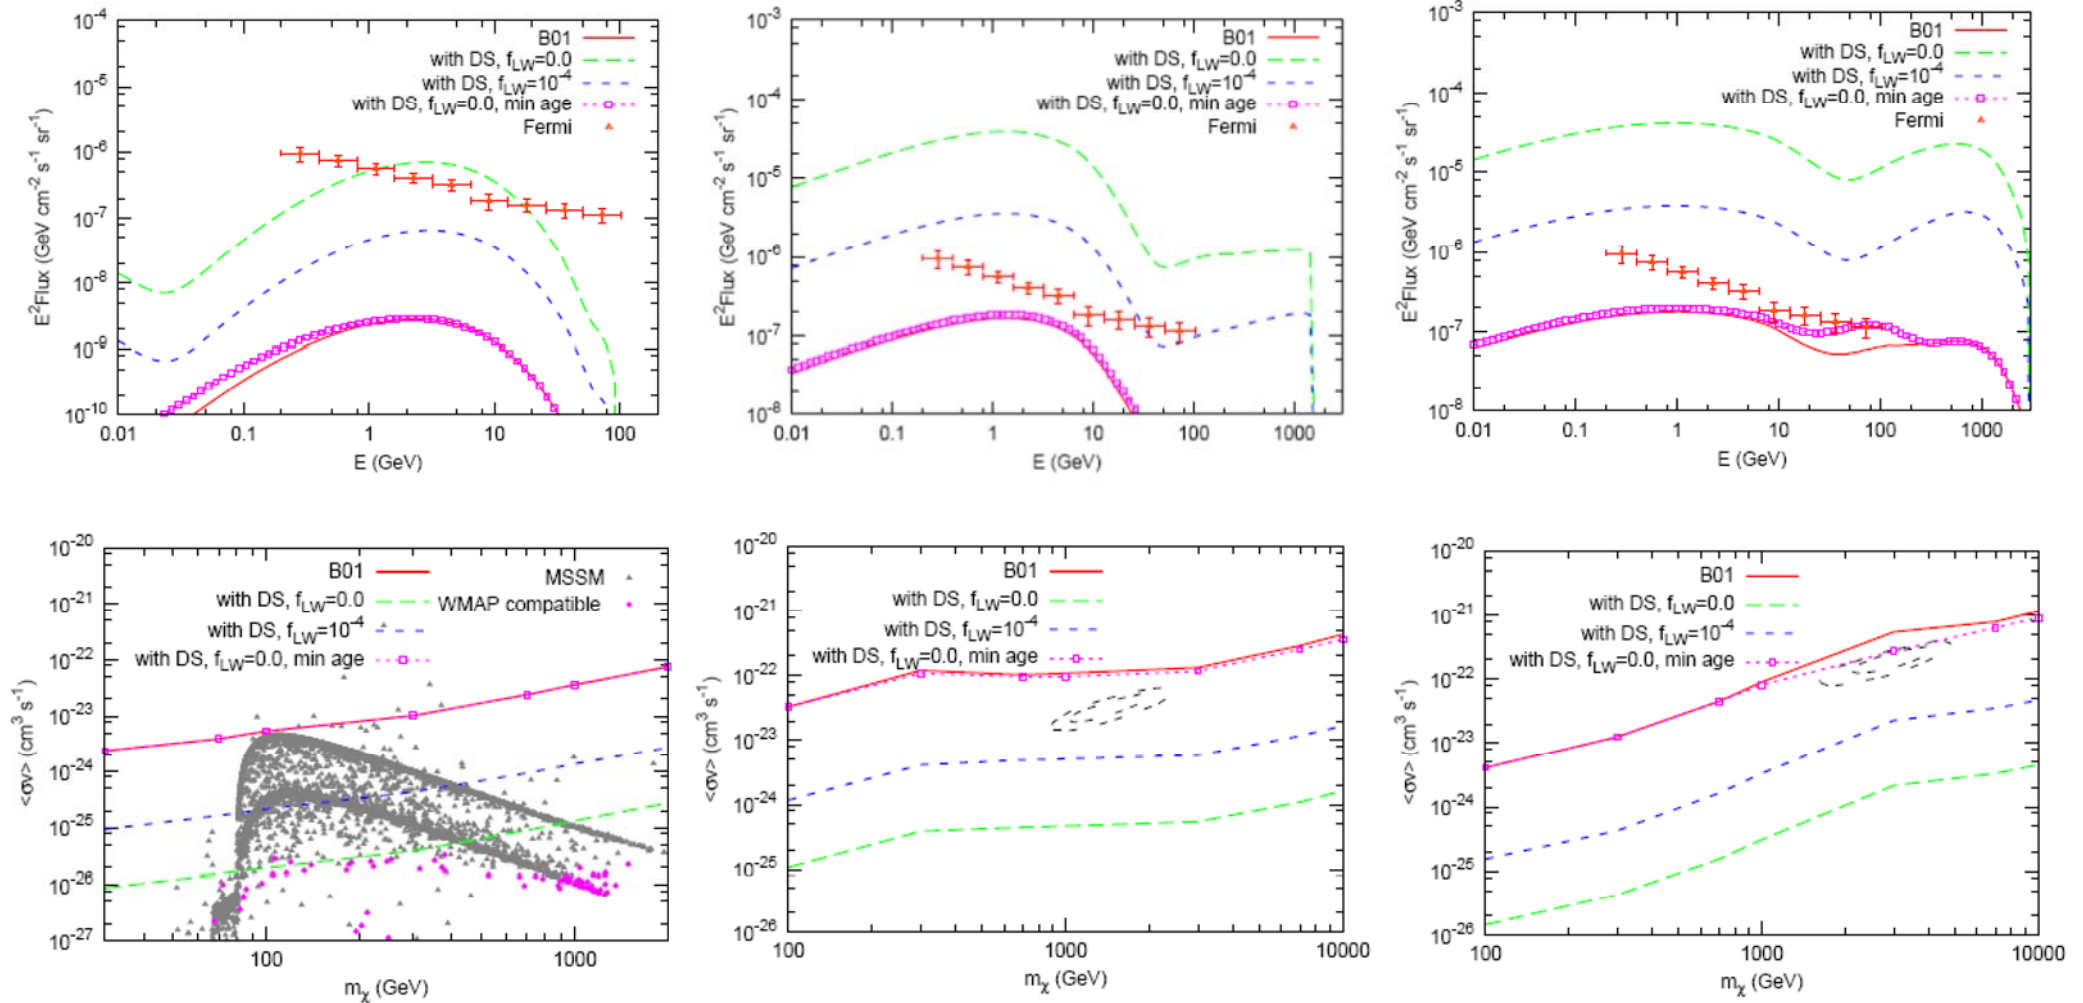 E²Flux (GeV cm⁻² s⁻¹ sr⁻¹)
10⁻⁴
10⁻⁵
10⁻⁶
10⁻⁷
10⁻⁸
10⁻⁹
10⁻¹⁰
B01
with DS, f_LW=0.0
with DS, f_LW=10⁻⁴
with DS, f_LW=0.0, min age
Fermi
0.01 0.1 1 10 100
E (GeV)
E²Flux (GeV cm⁻² s⁻¹ sr⁻¹)
10⁻³
10⁻⁴
10⁻⁵
10⁻⁶
10⁻⁷
10⁻⁸
B01
with DS, f_LW=0.0
with DS, f_LW=10⁻⁴
with DS, f_LW=0.0, min age
Fermi
0.01 0.1 1 10 100 1000
E (GeV)
E²Flux (GeV cm⁻² s⁻¹ sr⁻¹)
10⁻³
10⁻⁴
10⁻⁵
10⁻⁶
10⁻⁷
10⁻⁸
B01
with DS, f_LW=0.0
with DS, f_LW=10⁻⁴
with DS, f_LW=0.0, min age
Fermi
0.01 0.1 1 10 100 1000
E (GeV)
<σv> (cm³ s⁻¹)
10⁻²⁰
10⁻²¹
10⁻²²
10⁻²³
10⁻²⁴
10⁻²⁵
10⁻²⁶
10⁻²⁷
B01
with DS, f_LW=0.0
with DS, f_LW=10⁻⁴
with DS, f_LW=0.0, min age
MSSM
WMAP compatible
100 1000
m_χ (GeV)
<σv> (cm³ s⁻¹)
10⁻²⁰
10⁻²¹
10⁻²²
10⁻²³
10⁻²⁴
10⁻²⁵
10⁻²⁶
B01
with DS, f_LW=0.0
with DS, f_LW=10⁻⁴
with DS, f_LW=0.0, min age
100 1000 10000
m_χ (GeV)
<σv> (cm³ s⁻¹)
10⁻²⁰
10⁻²¹
10⁻²²
10⁻²³
10⁻²⁴
10⁻²⁵
10⁻²⁶
B01
with DS, f_LW=0.0
with DS, f_LW=10⁻⁴
with DS, f_LW=0.0, min age
100 1000 10000
m_χ (GeV)